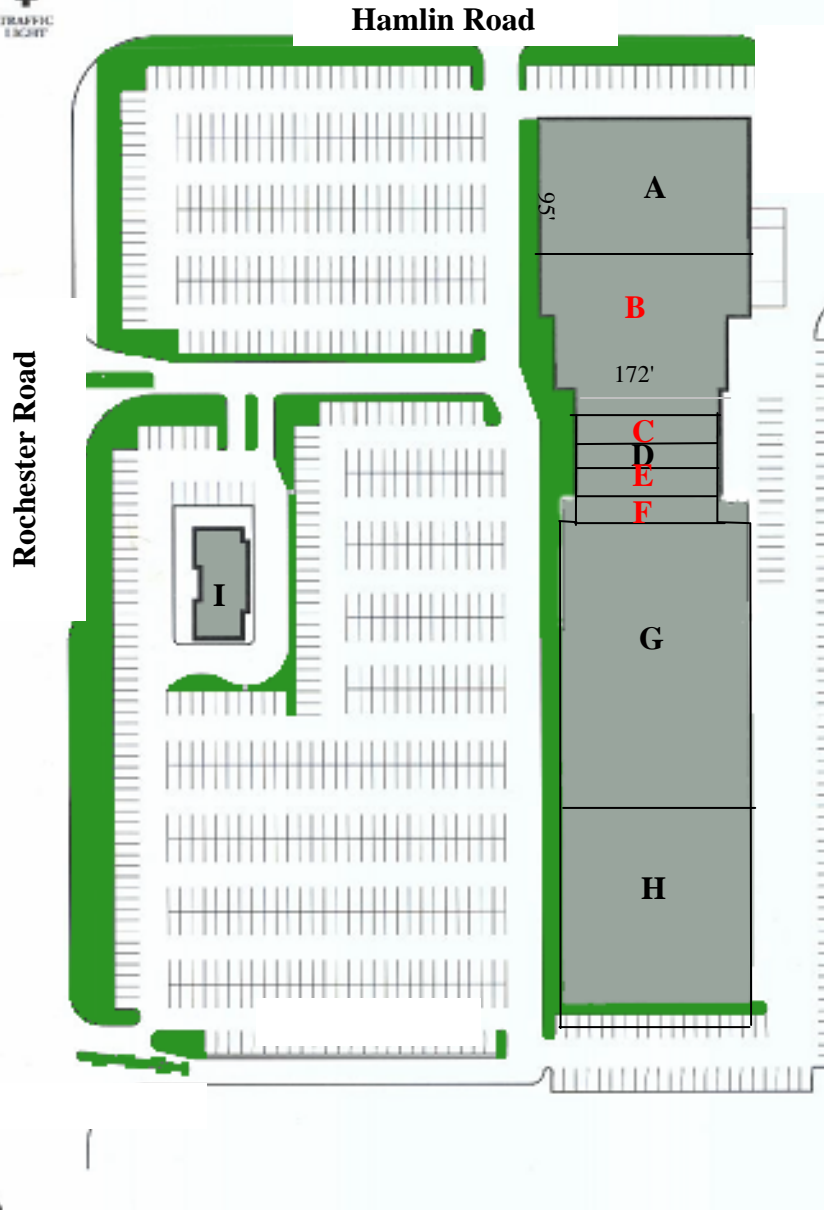 Hamlin Road
TRAFFIC
LIGHT
A
95'
B
172'
C
D
E
F
Rochester Road
I
G
H